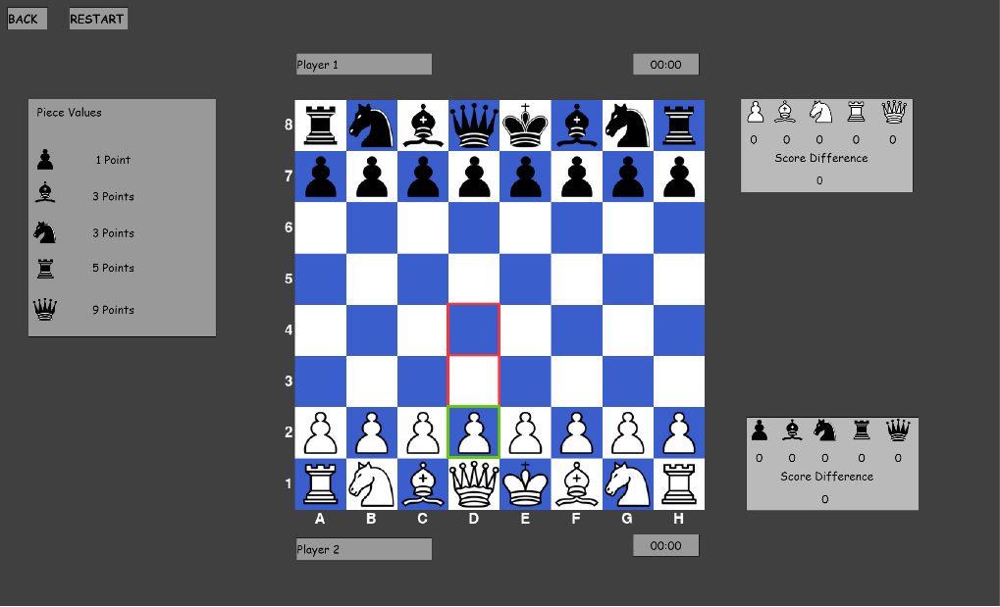 BACK
RESTART
Player 1
00:00
Piece Values
1 Point
3 Points
3 Points
5 Points
9 Points
8
7
6
5
4
3
2
1
A B C D E F G H
0 0 0 0 0
Score Difference
0
0 0 0 0 0
Score Difference
0
Player 2
00:00